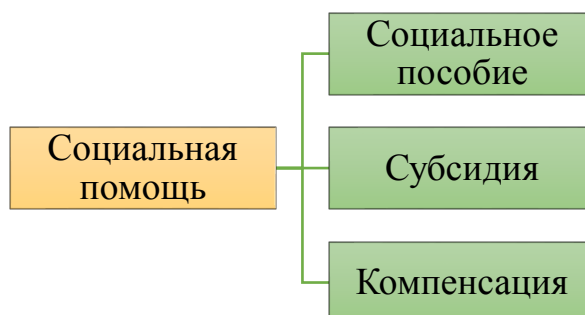 Социальная
помощь
Социальное
пособие
Субсидия
Компенсация